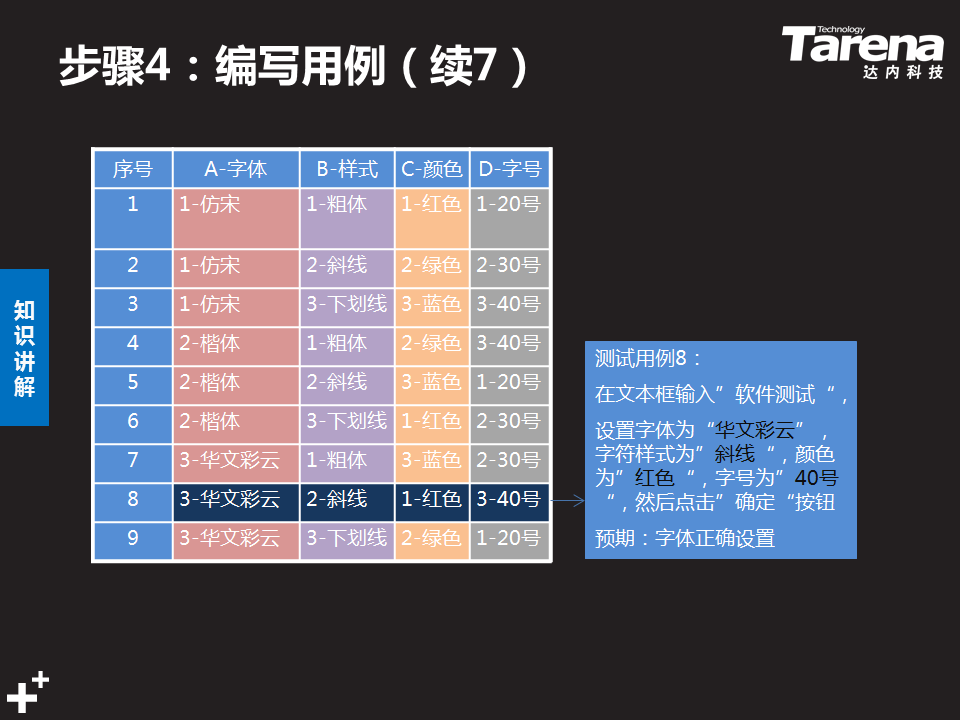 步骤4：编写用例（续7）
Technology
Tarena
达内科技
知识讲解
序号 A-字体 B-样式 C-颜色 D-字号
1 1-仿宋 1-粗体 1-红色 1-20号
2 1-仿宋 2-斜线 2-绿色 2-30号
3 1-仿宋 3-下划线 3-蓝色 3-40号
4 2-楷体 1-粗体 2-绿色 3-40号
5 2-楷体 2-斜线 3-蓝色 1-20号
6 2-楷体 3-下划线 1-红色 2-30号
7 3-华文彩云 1-粗体 3-蓝色 2-30号
8 3-华文彩云 2-斜线 1-红色 3-40号
9 3-华文彩云 3-下划线 2-绿色 1-20号
测试用例8：
在文本框输入”软件测试“，
设置字体为“华文彩云”，
字符样式为”斜线“，颜色
为”红色“，字号为”40号
“，然后点击”确定“按钮
预期：字体正确设置